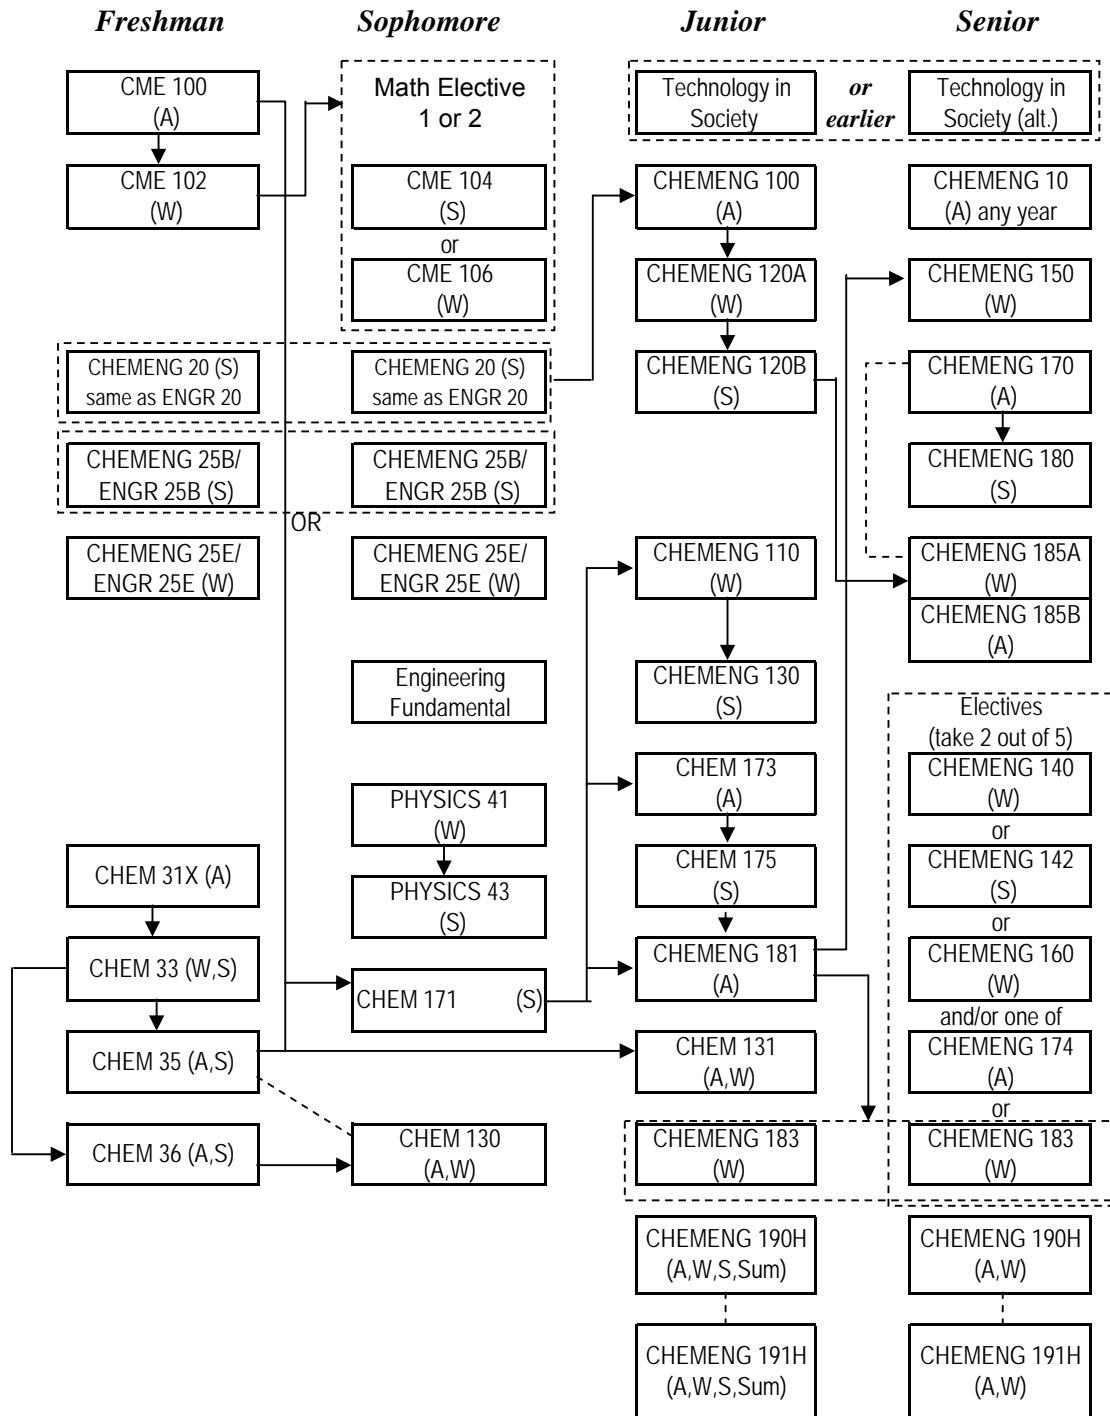 Freshman
Sophomore
Junior
Senior
CME 100
(A)
CME 102
(W)
CHEMENG 20 (S)
same as ENGR 20
CHEMENG 25B/
ENGR 25B (S)
OR
CHEMENG 25E/
ENGR 25E (W)
CHEM 31X (A)
CHEM 33 (W,S)
CHEM 35 (A,S)
CHEM 36 (A,S)
Math Elective
1 or 2
CME 104
(S)
or
CME 106
(W)
CHEMENG 20 (S)
same as ENGR 20
CHEMENG 25B/
ENGR 25B (S)
CHEMENG 25E/
ENGR 25E (W)
Engineering
Fundamental
PHYSICS 41
(W)
PHYSICS 43
(S)
CHEM 171 (S)
CHEM 130
(A,W)
Technology in
Society
or
earlier
CHEMENG 100
(A)
CHEMENG 120A
(W)
CHEMENG 120B
(S)
CHEMENG 110
(W)
CHEMENG 130
(S)
CHEM 173
(A)
CHEM 175
(S)
CHEMENG 181
(A)
CHEM 131
(A,W)
CHEMENG 183
(W)
CHEMENG 190H
(A,W,S,Sum)
CHEMENG 191H
(A,W,S,Sum)
Technology in
Society (alt.)
CHEMENG 10
(A) any year
CHEMENG 150
(W)
CHEMENG 170
(A)
CHEMENG 180
(S)
CHEMENG 185A
(W)
CHEMENG 185B
(A)
Electives
(take 2 out of 5)
CHEMENG 140
(W)
or
CHEMENG 142
(S)
or
CHEMENG 160
(W)
and/or one of
CHEMENG 174
(A)
or
CHEMENG 183
(W)
CHEMENG 190H
(A,W)
CHEMENG 191H
(A,W)